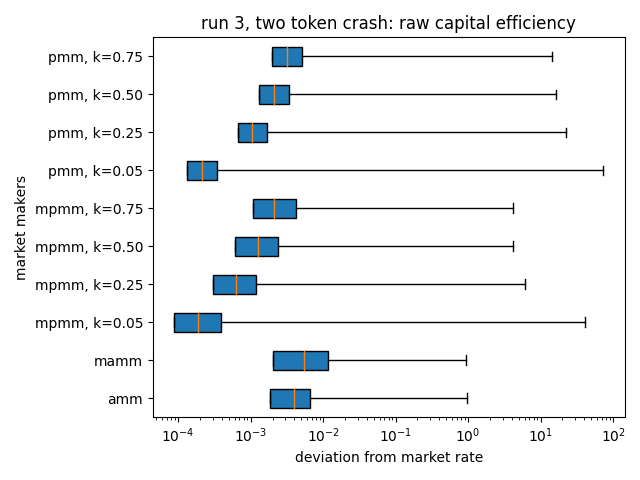 run 3, two token crash: raw capital efficiency
market makers
pmm, k=0.75
pmm, k=0.50
pmm, k=0.25
pmm, k=0.05
mpmm, k=0.75
mpmm, k=0.50
mpmm, k=0.25
mpmm, k=0.05
mamm
amm
10⁻⁴ 10⁻³ 10⁻² 10⁻¹ 10⁰ 10¹ 10²
deviation from market rate